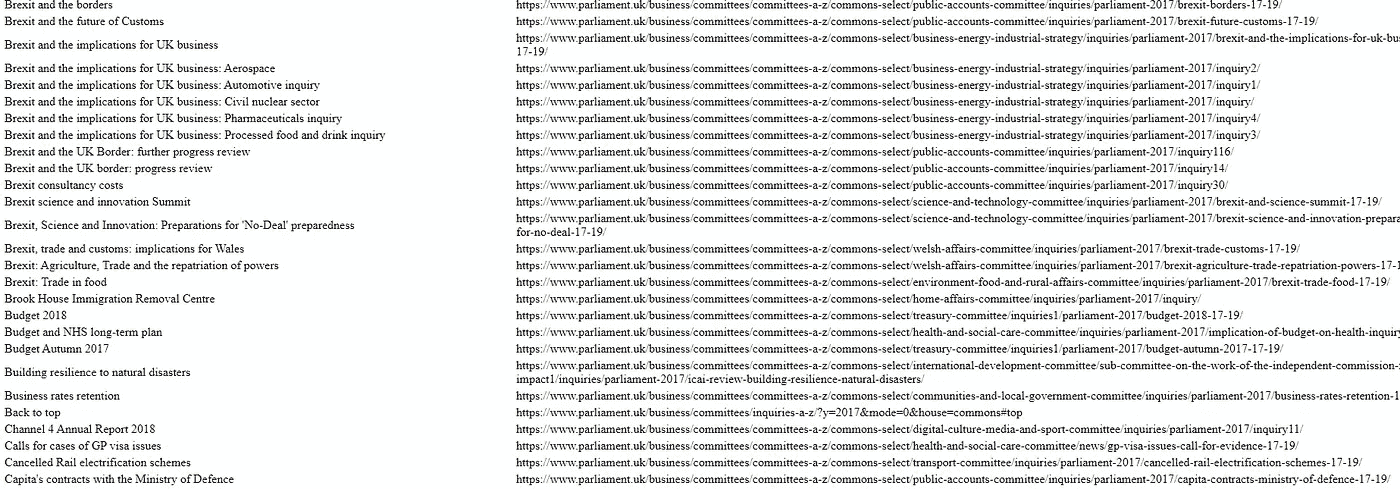 Brexit and the borders https://www.parliament.uk/business/committees/committees-a-z/commons-select/public-accounts-committee/inquiries/parliament-2017/brexit-borders-17-19/
Brexit and the future of Customs https://www.parliament.uk/business/committees/committees-a-z/commons-select/public-accounts-committee/inquiries/parliament-2017/brexit-future-customs-17-19/
Brexit and the implications for UK business https://www.parliament.uk/business/committees/committees-a-z/commons-select/business-energy-industrial-strategy/inquiries/parliament-2017/brexit-and-the-implications-for-uk-bus
17-19/
Brexit and the implications for UK business: Aerospace https://www.parliament.uk/business/committees/committees-a-z/commons-select/business-energy-industrial-strategy/inquiries/parliament-2017/inquiry2/
Brexit and the implications for UK business: Automotive inquiry https://www.parliament.uk/business/committees/committees-a-z/commons-select/business-energy-industrial-strategy/inquiries/parliament-2017/inquiry1/
Brexit and the implications for UK business: Civil nuclear sector https://www.parliament.uk/business/committees/committees-a-z/commons-select/business-energy-industrial-strategy/inquiries/parliament-2017/inquiry/
Brexit and the implications for UK business: Pharmaceuticals inquiry https://www.parliament.uk/business/committees/committees-a-z/commons-select/business-energy-industrial-strategy/inquiries/parliament-2017/inquiry4/
Brexit and the implications for UK business: Processed food and drink inquiry https://www.parliament.uk/business/committees/committees-a-z/commons-select/business-energy-industrial-strategy/inquiries/parliament-2017/inquiry3/
Brexit and the UK Border: further progress review https://www.parliament.uk/business/committees/committees-a-z/commons-select/public-accounts-committee/inquiries/parliament-2017/inquiry116/
Brexit and the UK border: progress review https://www.parliament.uk/business/committees/committees-a-z/commons-select/public-accounts-committee/inquiries/parliament-2017/inquiry14/
Brexit consultancy costs https://www.parliament.uk/business/committees/committees-a-z/commons-select/public-accounts-committee/inquiries/parliament-2017/inquiry30/
Brexit science and innovation Summit https://www.parliament.uk/business/committees/committees-a-z/commons-select/science-and-technology-committee/inquiries/parliament-2017/brexit-and-science-summit-17-19/
Brexit, Science and Innovation: Preparations for 'No-Deal' preparedness https://www.parliament.uk/business/committees/committees-a-z/commons-select/science-and-technology-committee/inquiries/parliament-2017/brexit-science-and-innovation-prepara
for-no-deal-17-19/
Brexit, trade and customs: implications for Wales https://www.parliament.uk/business/committees/committees-a-z/commons-select/welsh-affairs-committee/inquiries/parliament-2017/brexit-trade-customs-17-19/
Brexit: Agriculture, Trade and the repatriation of powers https://www.parliament.uk/business/committees/committees-a-z/commons-select/welsh-affairs-committee/inquiries/parliament-2017/brexit-agriculture-trade-repatriation-powers-17-1
Brexit: Trade in food https://www.parliament.uk/business/committees/committees-a-z/commons-select/environment-food-and-rural-affairs-committee/inquiries/parliament-2017/brexit-trade-food-17-19/
Brook House Immigration Removal Centre https://www.parliament.uk/business/committees/committees-a-z/commons-select/home-affairs-committee/inquiries/parliament-2017/inquiry/
Budget 2018 https://www.parliament.uk/business/committees/committees-a-z/commons-select/treasury-committee/inquiries1/parliament-2017/budget-2018-17-19/
Budget and NHS long-term plan https://www.parliament.uk/business/committees/committees-a-z/commons-select/health-and-social-care-committee/inquiries/parliament-2017/implication-of-budget-on-health-inquiry
Budget Autumn 2017 https://www.parliament.uk/business/committees/committees-a-z/commons-select/treasury-committee/inquiries1/parliament-2017/budget-autumn-2017-17-19/
Building resilience to natural disasters https://www.parliament.uk/business/committees/committees-a-z/commons-select/international-development-committee/sub-committee-on-the-work-of-the-independent-commission-
impact1/inquiries/parliament-2017/icai-review-building-resilience-natural-disasters/
Business rates retention https://www.parliament.uk/business/committees/committees-a-z/commons-select/communities-and-local-government-committee/inquiries/parliament-2017/business-rates-retention-1
Back to top https://www.parliament.uk/business/committees/inquiries-a-z/?y=2017&mode=0&house=commons#top
Channel 4 Annual Report 2018 https://www.parliament.uk/business/committees/committees-a-z/commons-select/digital-culture-media-and-sport-committee/inquiries/parliament-2017/inquiry11/
Calls for cases of GP visa issues https://www.parliament.uk/business/committees/committees-a-z/commons-select/health-and-social-care-committee/news/gp-visa-issues-call-for-evidence-17-19/
Cancelled Rail electrification schemes https://www.parliament.uk/business/committees/committees-a-z/commons-select/transport-committee/inquiries/parliament-2017/cancelled-rail-electrification-schemes-17-19/
Capita's contracts with the Ministry of Defence https://www.parliament.uk/business/committees/committees-a-z/commons-select/public-accounts-committee/inquiries/parliament-2017/capita-contracts-ministry-of-defence-17-19/